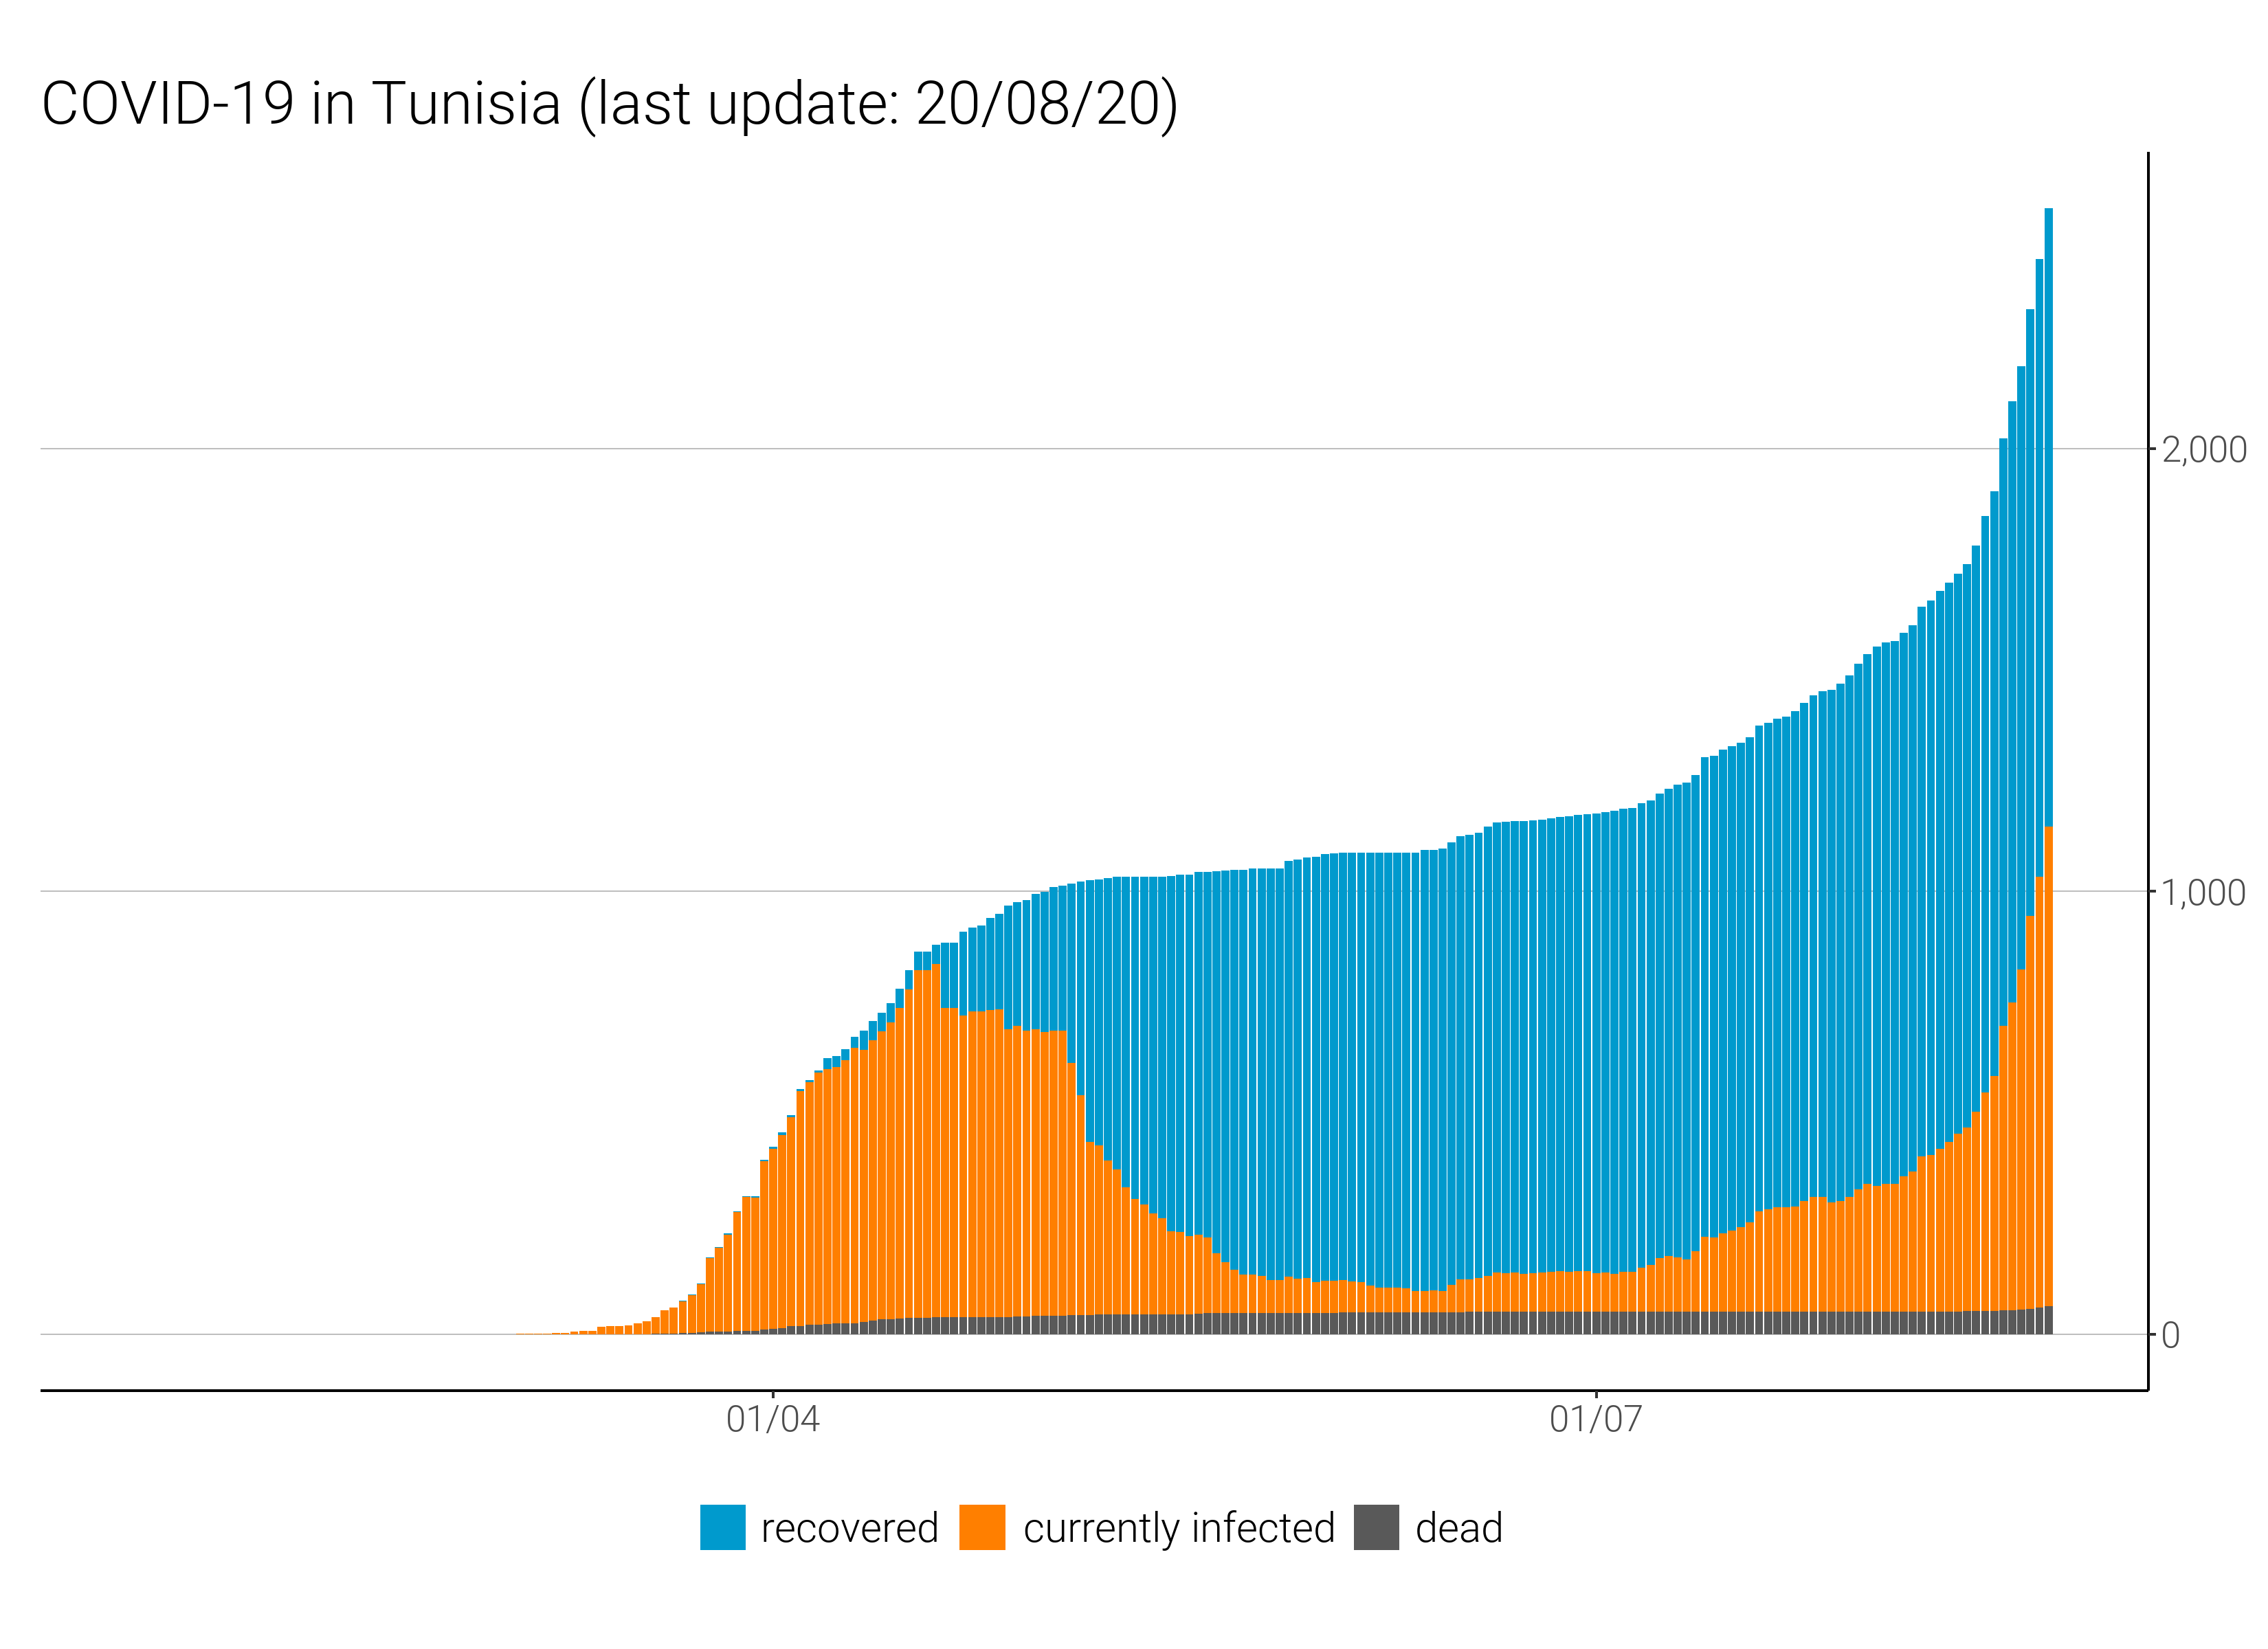 COVID-19 in Tunisia (last update: 20/08/20)
2,000
1,000
0
01/04 01/07
recovered currently infected dead